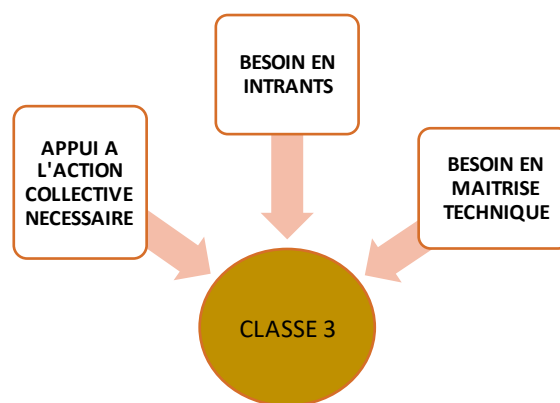 APPUI A
L'ACTION
COLLECTIVE
NECESSAIRE
BESOIN EN
INTRANTS
BESOIN EN
MAITRISE
TECHNIQUE
CLASSE 3